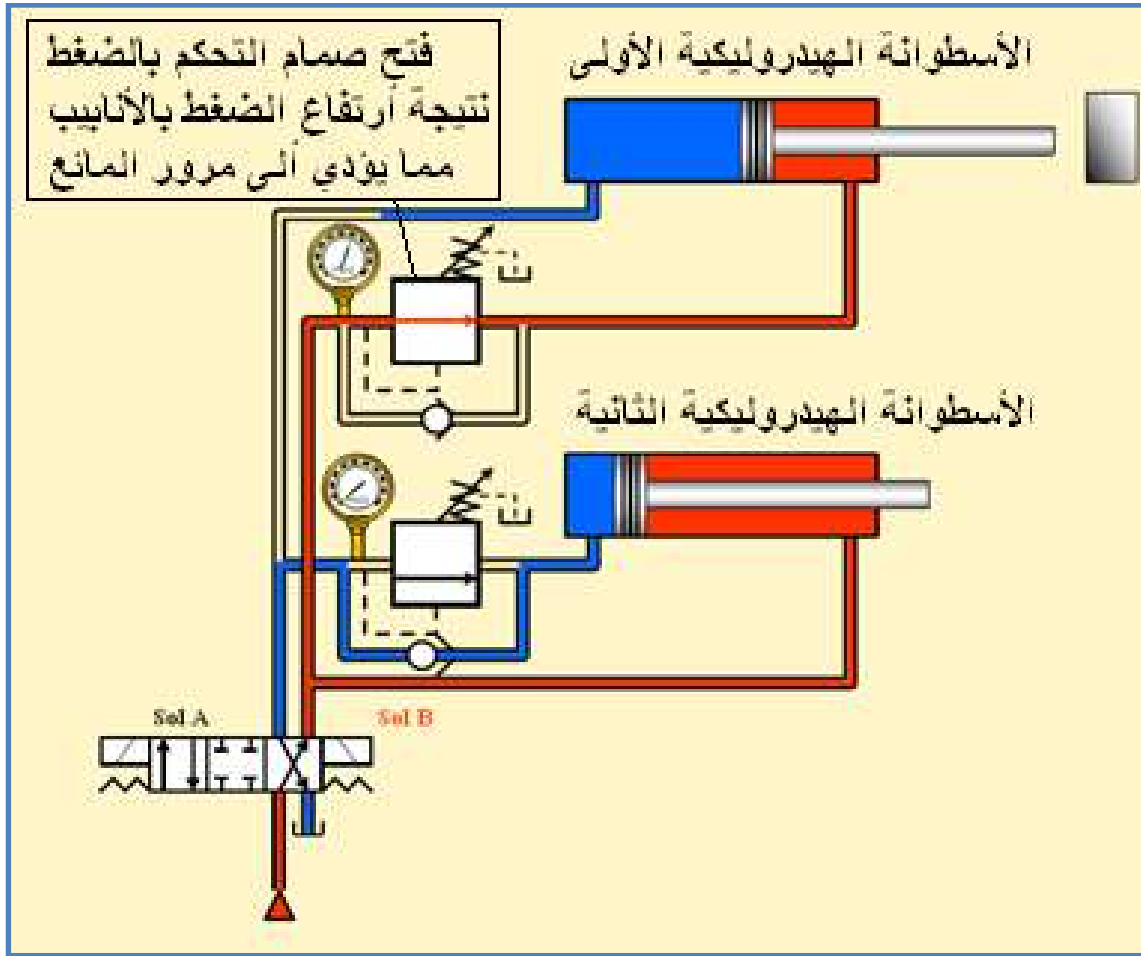 فتح صمام التحكم بالضغط
نتيجة أرتفاع الضغط بالأنابيب
مما يؤدي ألى مرور المائع
الأسطوانة الهيدروليكية الأولى
الأسطوانة الهيدروليكية الثانية
Sol A
Sol B